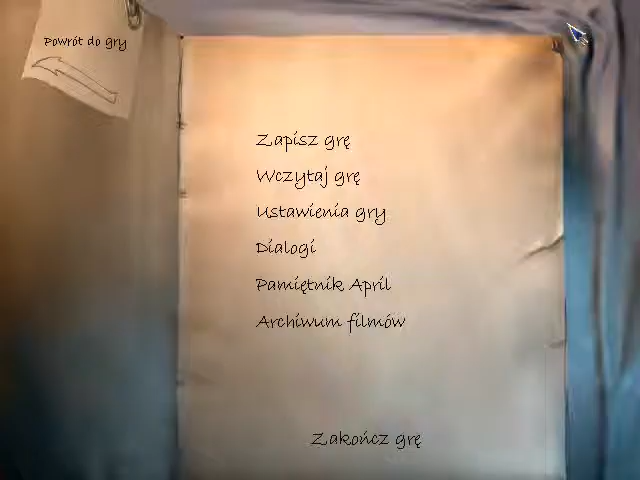 Powrót do gry
Zapisz grę
Wczytaj grę
Ustawienia gry
Dialogi
Pamiętnik April
Archiwum filmów
Zakończ grę